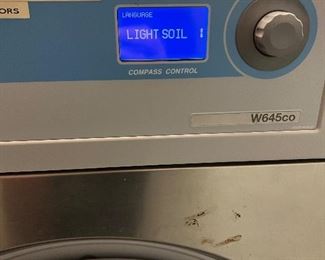 ORS
LANGUAGE
LIGHT SOIL
COMPASS CONTROL
W645co